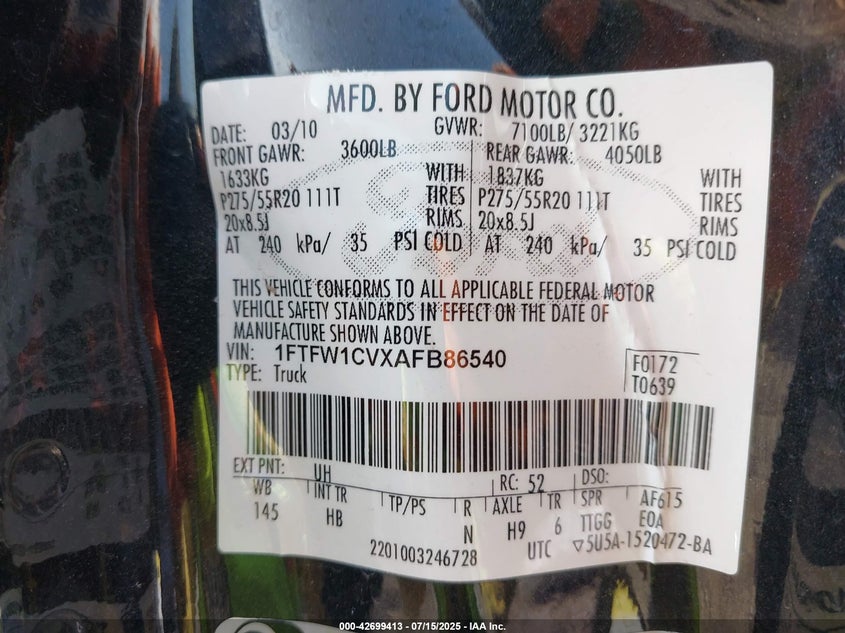 MFD. BY FORD MOTOR CO.
DATE: 03/10 GVWR: 7100LB/ 3221KG
FRONT GAWR: 3600LB REAR GAWR: 4050LB
1633KG WITH 1837KG WITH
P275/55R20 111T TIRES P275/55R20 111T TIRES
20x8.5J RIMS 20x8.5J RIMS
AT 240 kPa/ 35 PSI COLD AT 240 kPa/ 35 PSI COLD
THIS VEHICLE CONFORMS TO ALL APPLICABLE FEDERAL MOTOR
VEHICLE SAFETY STANDARDS IN EFFECT ON THE DATE OF
MANUFACTURE SHOWN ABOVE.
VIN: 1FTFW1CVXAFB86540 F0172
TYPE: Truck T0639
EXT PNT: UH RC: 52 DSO:
WB INT TR TP/PS R AXLE TR SPR AF615
145 HB N H9 6 TTGG EOA
2201003246728 UTC ▽5U5A-1520472-BA
000-42699413 - 07/15/2025 - IAA Inc.